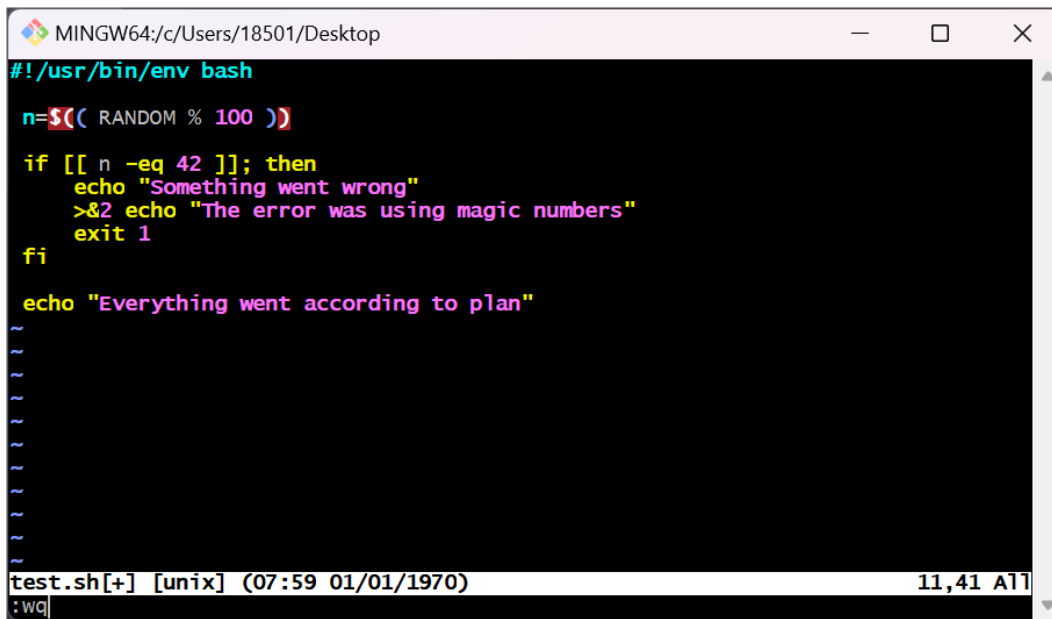 MINGW64:/c/Users/18501/Desktop
#!/usr/bin/env bash
n=$(( RANDOM % 100 ))
if [[ n -eq 42 ]]; then
echo "Something went wrong"
>&2 echo "The error was using magic numbers"
exit 1
fi
echo "Everything went according to plan"
~
~
~
~
~
~
~
~
~
~
~
test.sh[+] [unix] (07:59 01/01/1970) 11,41 All
:wq